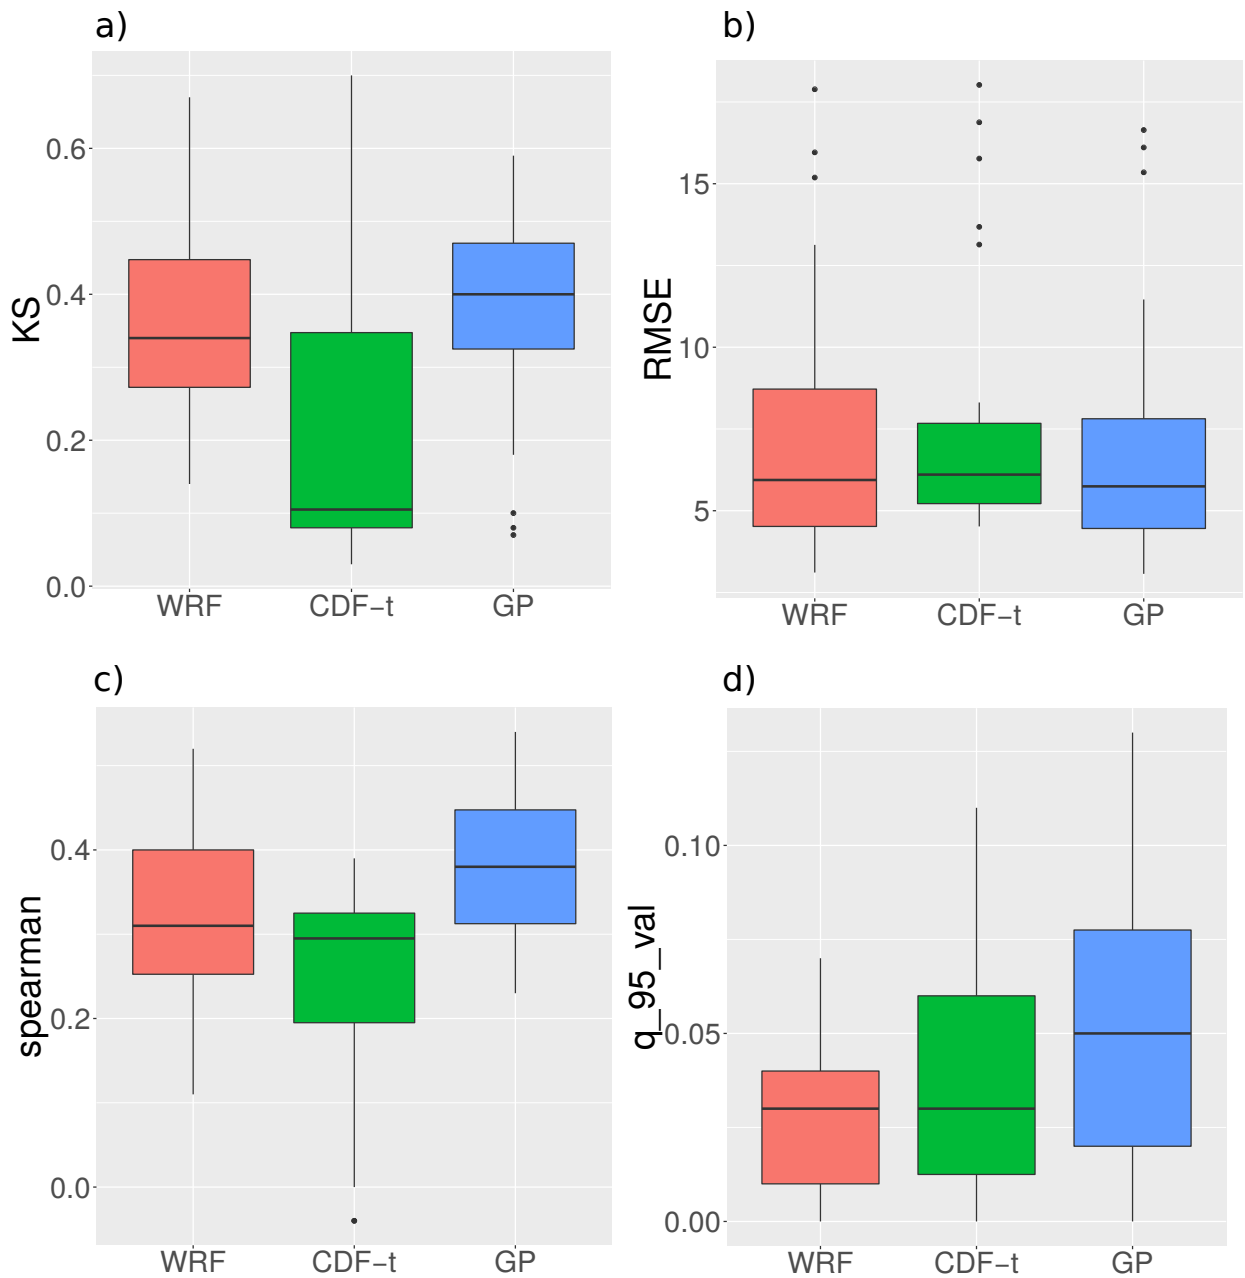 a)
KS
0.6
0.4
0.2
0.0
WRF CDF-t GP
b)
RMSE
15
10
5
WRF CDF-t GP
c)
spearman
0.4
0.2
0.0
WRF CDF-t GP
d)
q_95_val
0.10
0.05
0.00
WRF CDF-t GP